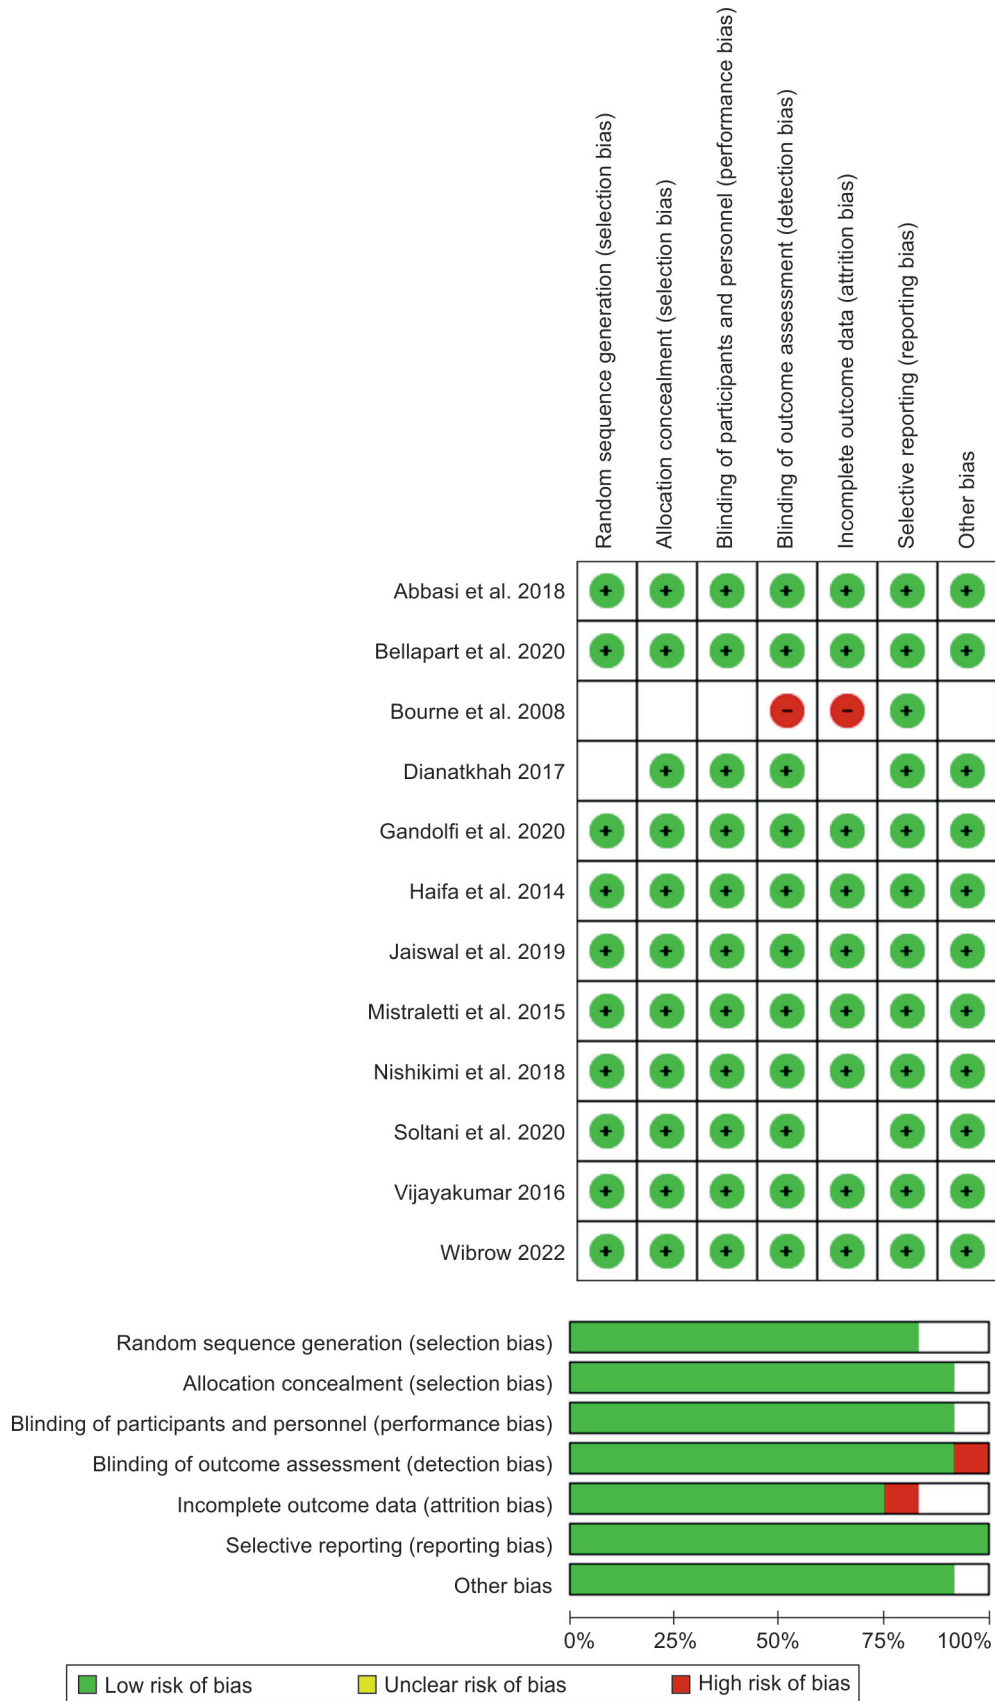 Random sequence generation (selection bias)
Allocation concealment (selection bias)
Blinding of participants and personnel (performance bias)
Blinding of outcome assessment (detection bias)
Incomplete outcome data (attrition bias)
Selective reporting (reporting bias)
Other bias
Abbasi et al. 2018 + + + + + + +
Bellapart et al. 2020 + + + + + + +
Bourne et al. 2008 - - +
Dianatkhah 2017 + + + + +
Gandolfi et al. 2020 + + + + + + +
Haifa et al. 2014 + + + + + + +
Jaiswal et al. 2019 + + + + + + +
Mistraletti et al. 2015 + + + + + + +
Nishikimi et al. 2018 + + + + + + +
Soltani et al. 2020 + + + + + +
Vijayakumar 2016 + + + + + + +
Wibrow 2022 + + + + + + +
Random sequence generation (selection bias)
Allocation concealment (selection bias)
Blinding of participants and personnel (performance bias)
Blinding of outcome assessment (detection bias)
Incomplete outcome data (attrition bias)
Selective reporting (reporting bias)
Other bias
0% 25% 50% 75% 100%
Low risk of bias Unclear risk of bias High risk of bias